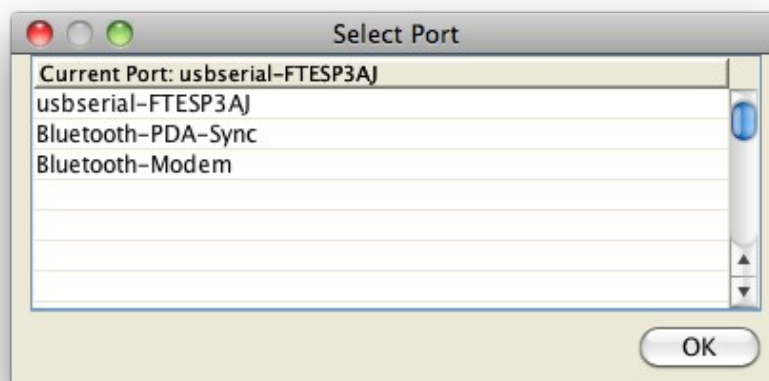 Select Port
Current Port: usbserial-FTESP3AJ
usbserial-FTESP3AJ
Bluetooth-PDA-Sync
Bluetooth-Modem
OK